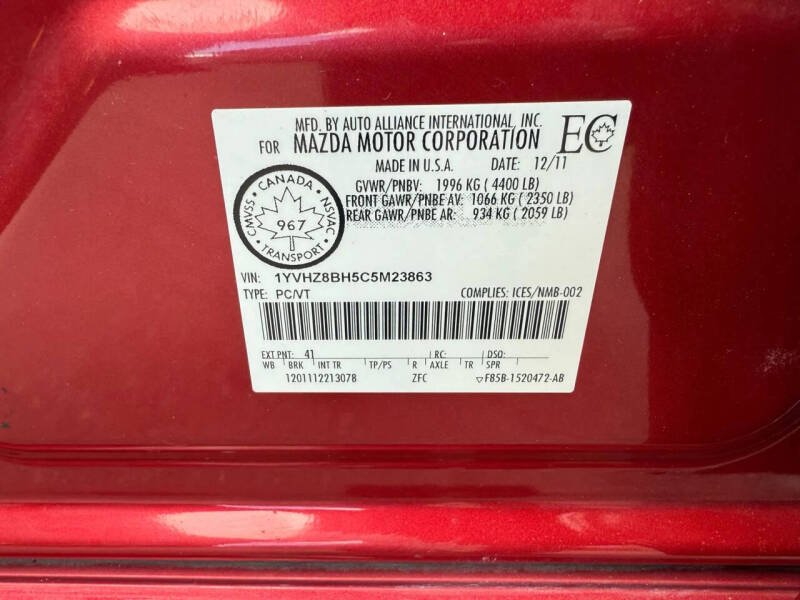 MFD. BY AUTO ALLIANCE INTERNATIONAL, INC.
FOR MAZDA MOTOR CORPORATION EC
MADE IN U.S.A. DATE: 12/11
GVWR/PNBV: 1996 KG ( 4400 LB)
FRONT GAWR/PNBE AV: 1066 KG ( 2350 LB)
REAR GAWR/PNBE AR: 934 KG ( 2059 LB)
CANADA
CMVSS NSVAC
967
TRANSPORT
VIN: 1YVHZ8BH5C5M23863
TYPE: PC/VT COMPLIES: ICES/NMB-002
EXT PNT: 41 RC: DSO:
WB BRK INT TR TP/PS R AXLE TR SPR
1201112213078 ZFC F85B-1520472-AB